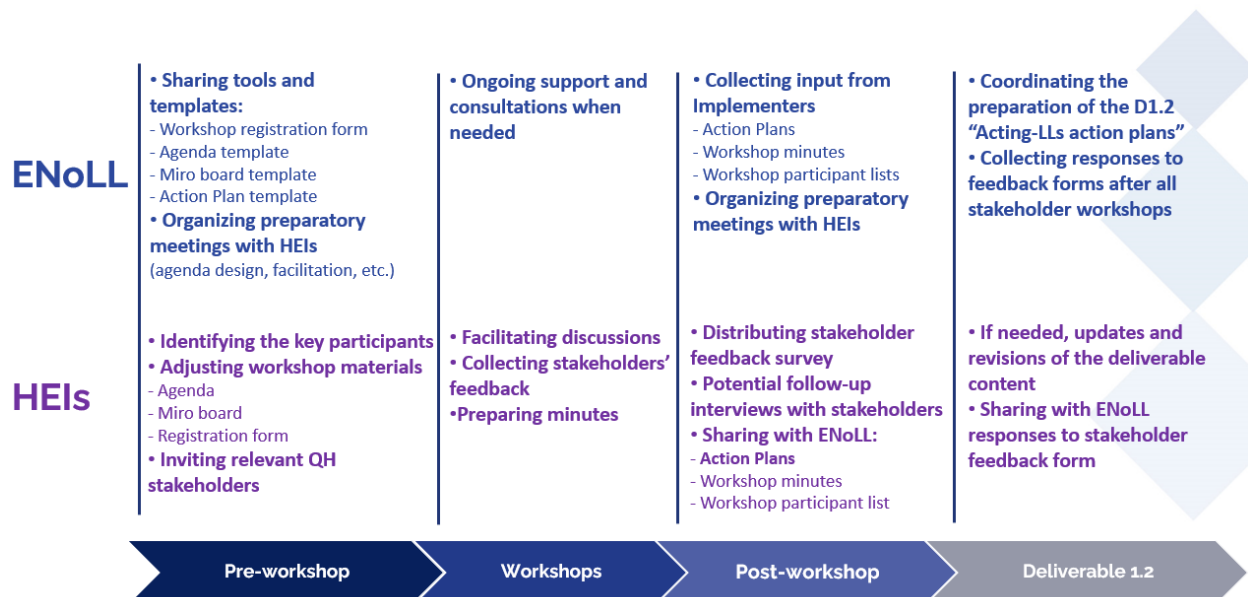 ENoLL
• Sharing tools and
templates:
- Workshop registration form
- Agenda template
- Miro board template
- Action Plan template
• Organizing preparatory
meetings with HEIs
(agenda design, facilitation, etc.)
• Ongoing support and
consultations when
needed
• Collecting input from
Implementers
- Action Plans
- Workshop minutes
- Workshop participant lists
• Organizing preparatory
meetings with HEIs
• Coordinating the
preparation of the D1.2
“Acting-LLs action plans”
• Collecting responses to
feedback forms after all
stakeholder workshops
HEIs
• Identifying the key participants
• Adjusting workshop materials
- Agenda
- Miro board
- Registration form
• Inviting relevant QH
stakeholders
• Facilitating discussions
• Collecting stakeholders’
feedback
•Preparing minutes
• Distributing stakeholder
feedback survey
• Potential follow-up
interviews with stakeholders
• Sharing with ENoLL:
- Action Plans
- Workshop minutes
- Workshop participant list
• If needed, updates and
revisions of the deliverable
content
• Sharing with ENoLL
responses to stakeholder
feedback form
Pre-workshop
Workshops
Post-workshop
Deliverable 1.2